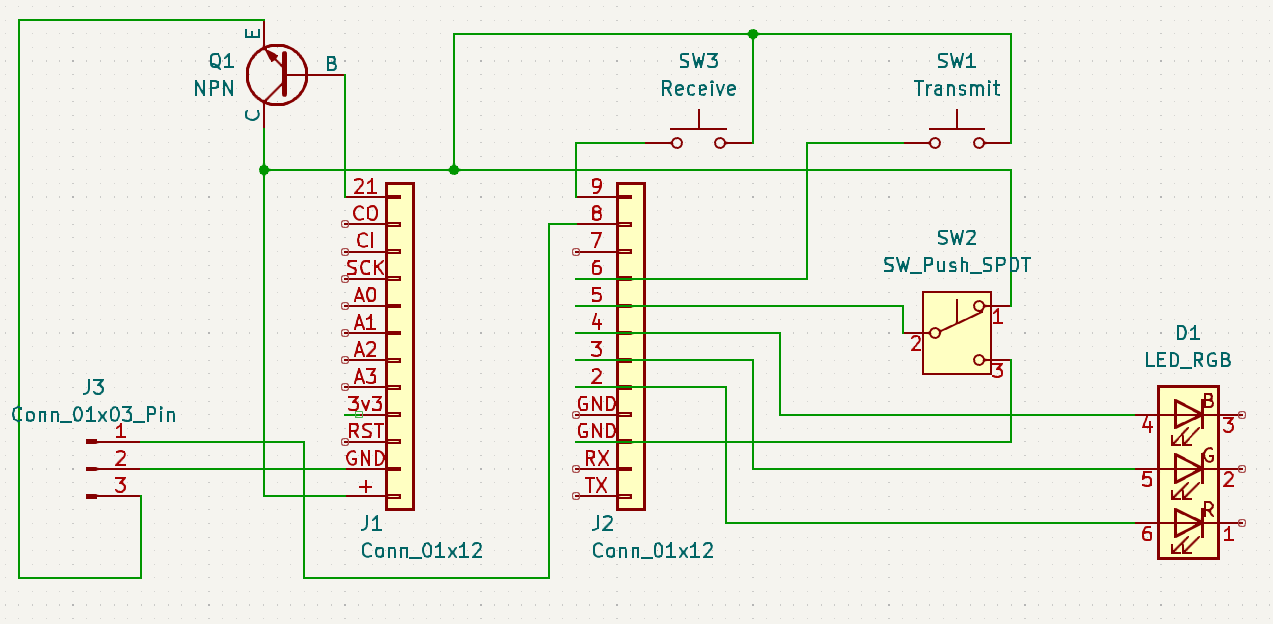 E
Q1
NPN
B
C
SW3
Receive
SW1
Transmit
21
CO
CI
SCK
A0
A1
A2
A3
3v3
RST
GND
+
J1
Conn_01x12
9
8
7
6
5
4
3
2
GND
GND
RX
TX
J2
Conn_01x12
SW2
SW_Push_SPDT
1
2
3
J3
Conn_01x03_Pin
1
2
3
D1
LED_RGB
B
4
3
G
5
2
R
6
1